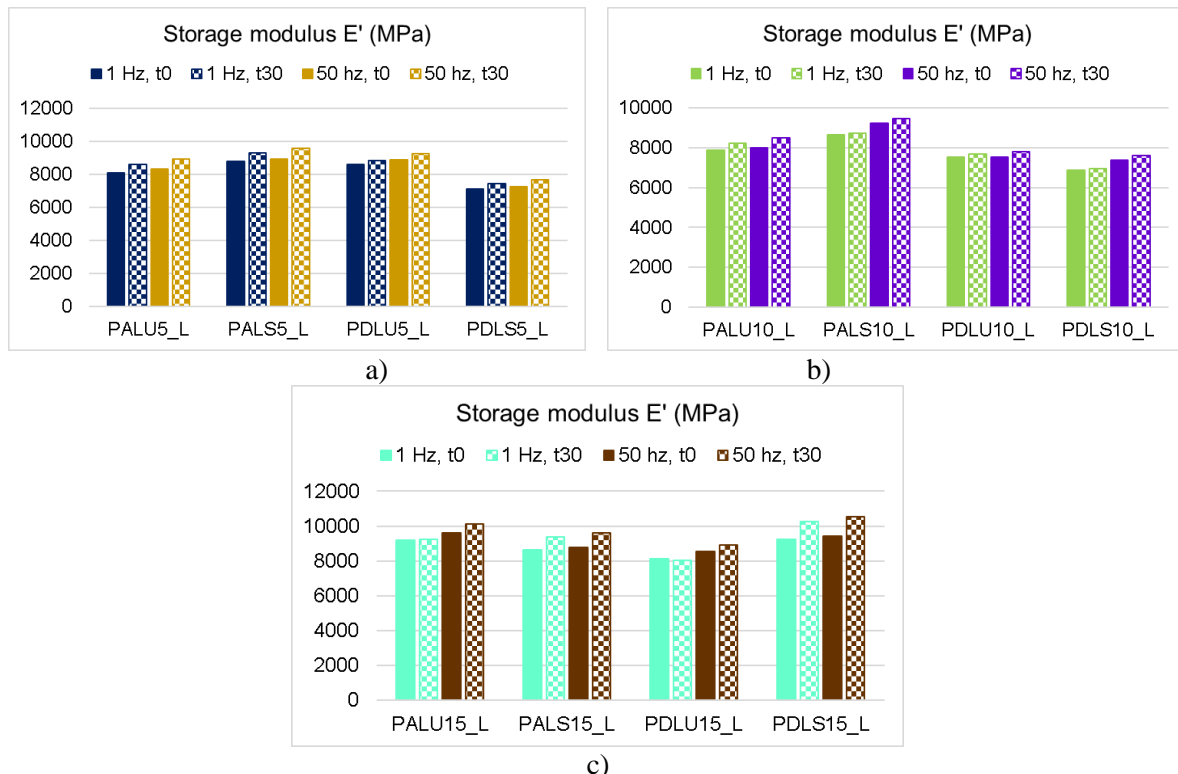 Storage modulus E' (MPa)
1 Hz, t0 1 Hz, t30 50 hz, t0 50 hz, t30
12000
10000
8000
6000
4000
2000
0
PALU5_L PALS5_L PDLU5_L PDLS5_L
a)
Storage modulus E' (MPa)
1 Hz, t0 1 Hz, t30 50 hz, t0 50 hz, t30
10000
8000
6000
4000
2000
0
PALU10_L PALS10_L PDLU10_L PDLS10_L
b)
Storage modulus E' (MPa)
1 Hz, t0 1 Hz, t30 50 hz, t0 50 hz, t30
12000
10000
8000
6000
4000
2000
0
PALU15_L PALS15_L PDLU15_L PDLS15_L
c)